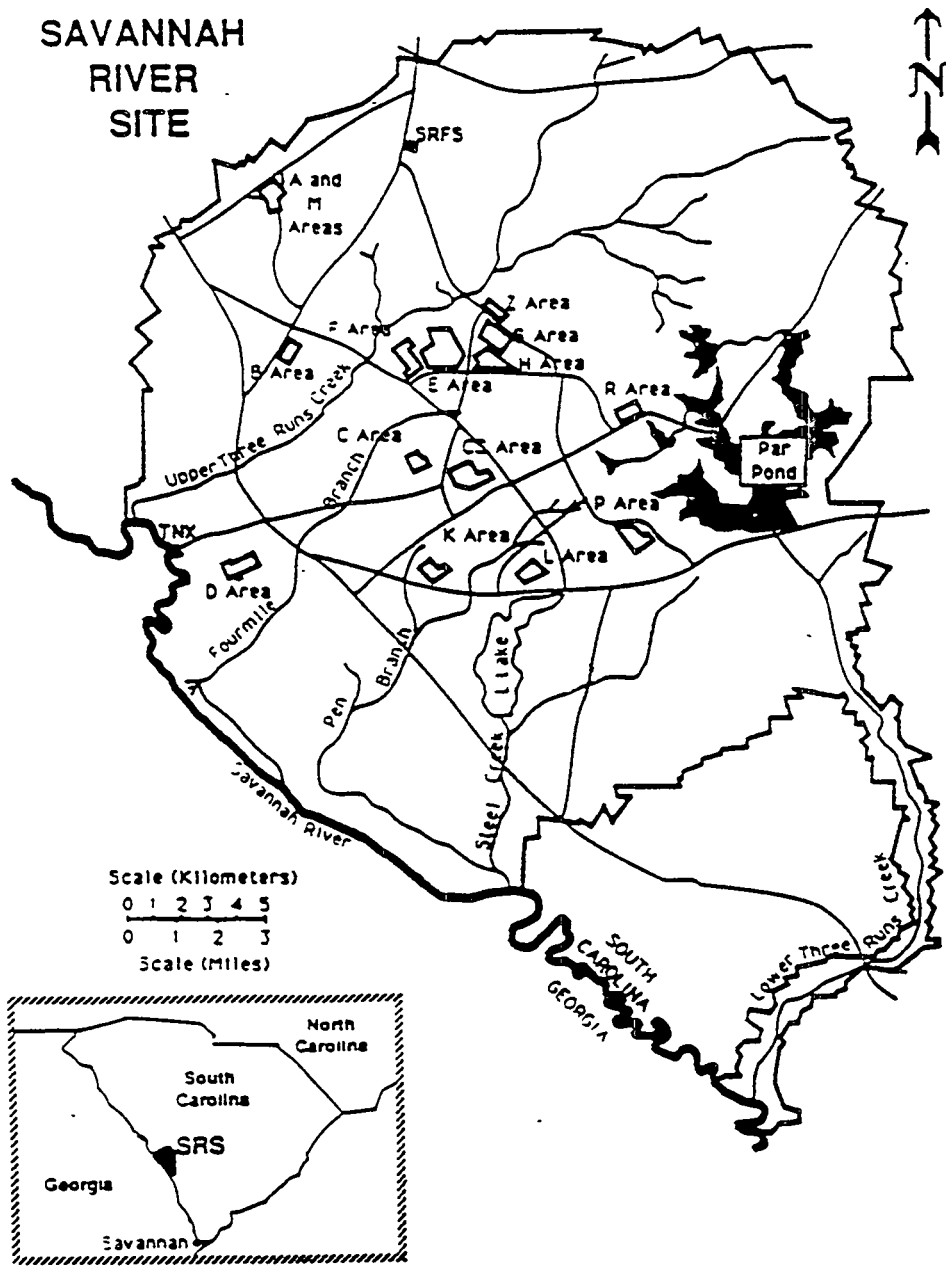 SAVANNAH
RIVER
SITE
N
SRFS
A and
M
Areas
Z Area
F Area
S Area
H Area
B Area
E Area
R Area
Upper Three Runs Creek
C Area
CS Area
Par
Pond
Branch
P Area
TNX
K Area
L Area
D Area
Fourmile
L Lake
Branch
Pen
Steel Creek
Savannah River
Scale (Kilometers)
0 1 2 3 4 5
0 1 2 3
Scale (Miles)
SOUTH
CAROLINA
GEORGIA
Lower Three Runs Creek
North
Carolina
South
Carolina
SRS
Georgia
Savannah